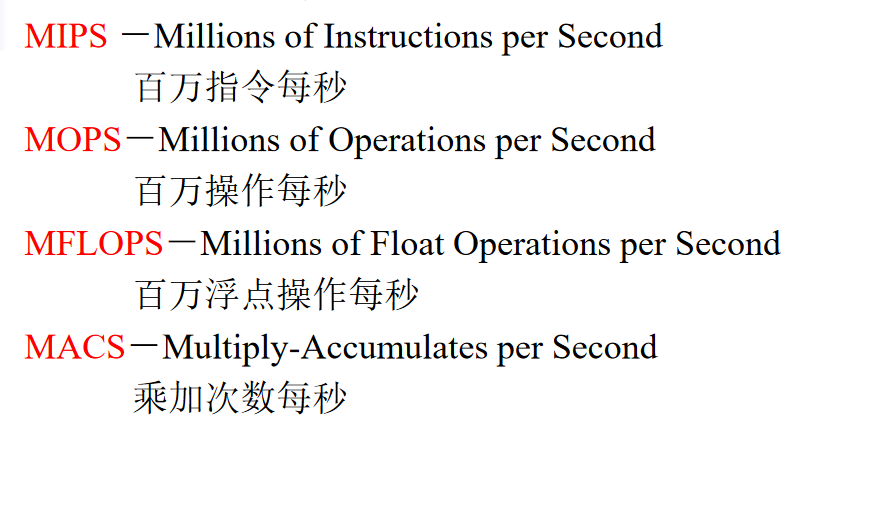 MIPS －Millions of Instructions per Second
百万指令每秒
MOPS－Millions of Operations per Second
百万操作每秒
MFLOPS－Millions of Float Operations per Second
百万浮点操作每秒
MACS－Multiply-Accumulates per Second
乘加次数每秒